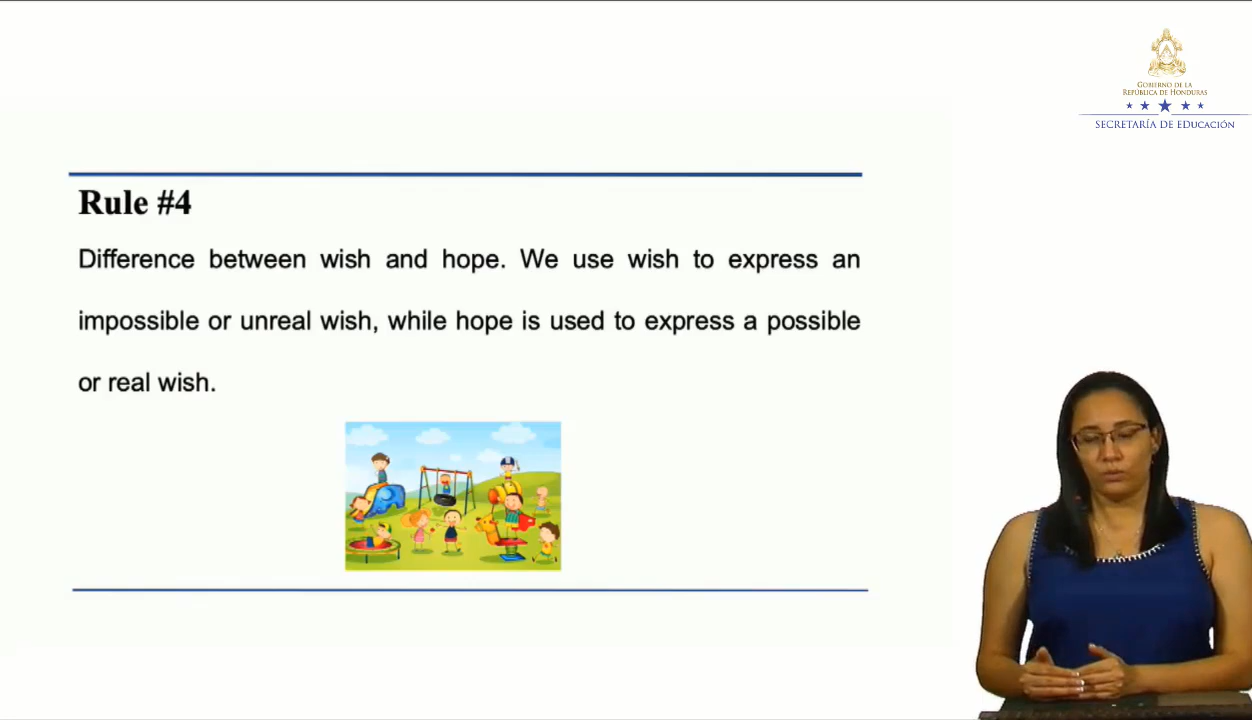 GOBIERNO DE LA
REPÚBLICA DE HONDURAS
SECRETARÍA DE EDUCACIÓN
Rule #4
Difference between wish and hope. We use wish to express an
impossible or unreal wish, while hope is used to express a possible
or real wish.